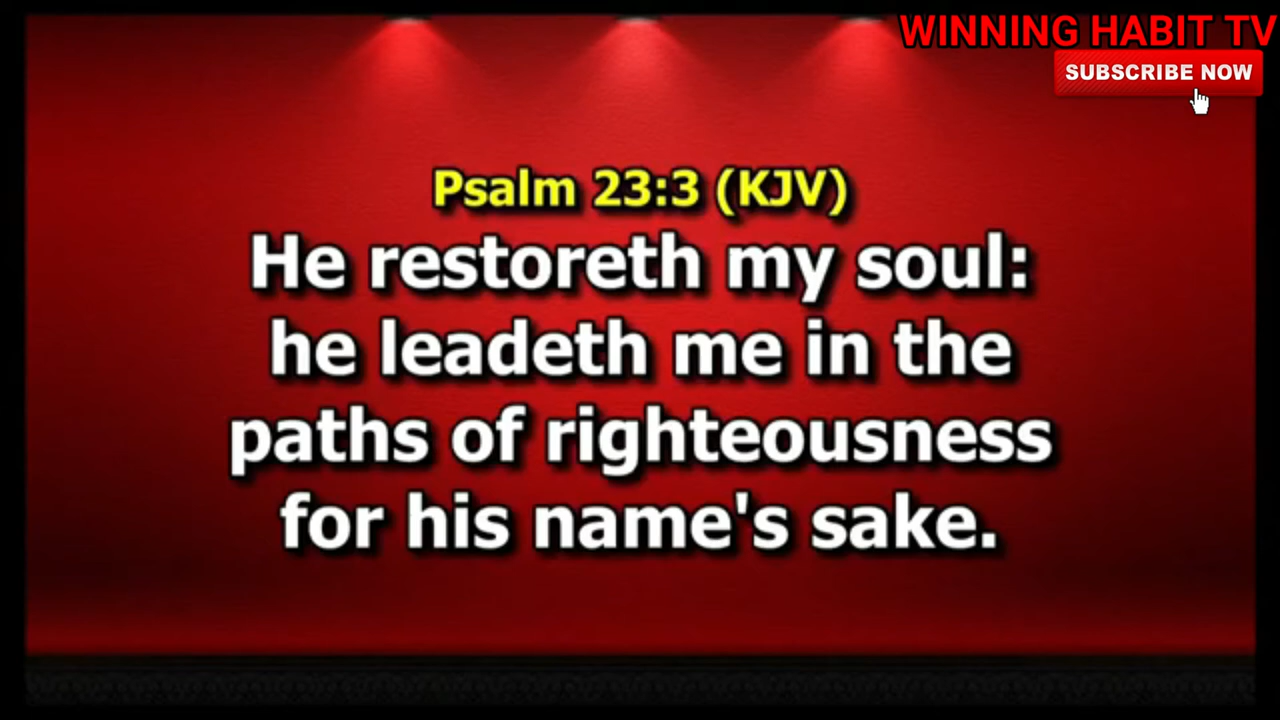 WINNING HABIT TV
SUBSCRIBE NOW
Psalm 23:3 (KJV)
He restoreth my soul:
he leadeth me in the
paths of righteousness
for his name's sake.